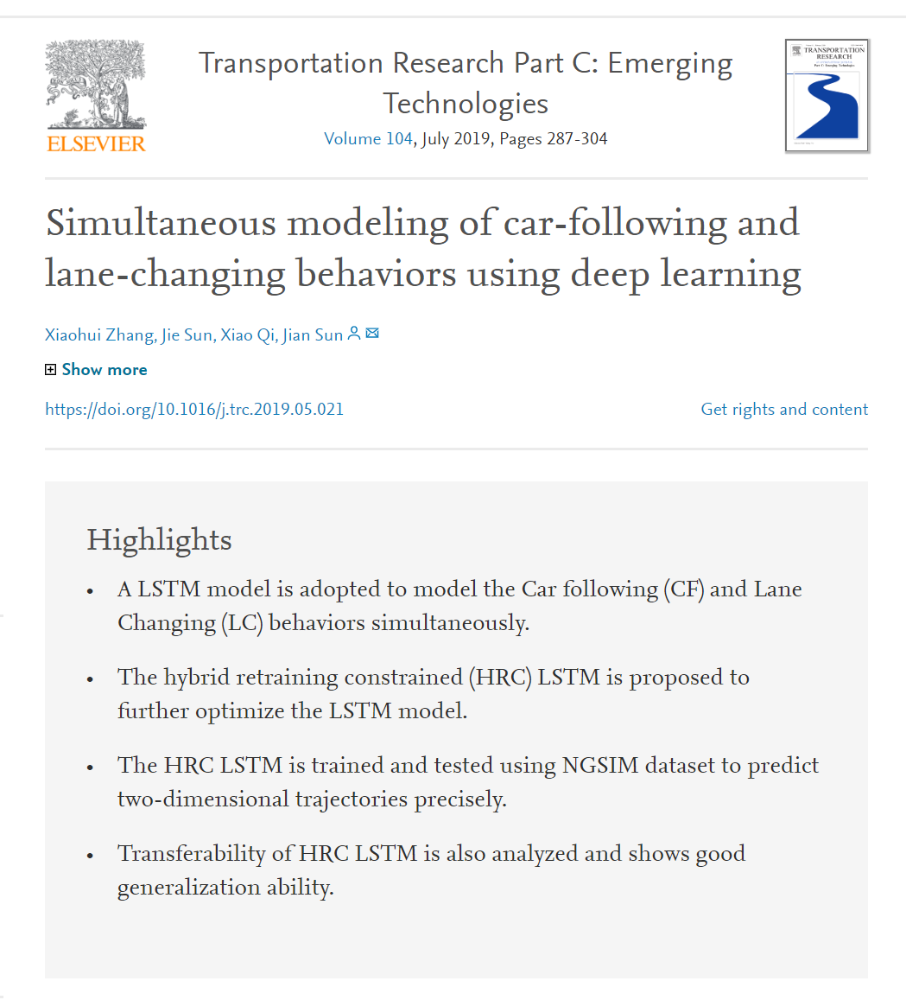 Transportation Research Part C: Emerging
Technologies
Volume 104, July 2019, Pages 287-304
ELSEVIER
TRANSPORTATION
RESEARCH
Part C: Emerging Technologies
Simultaneous modeling of car-following and
lane-changing behaviors using deep learning
Xiaohui Zhang, Jie Sun, Xiao Qi, Jian Sun
Show more
https://doi.org/10.1016/j.trc.2019.05.021
Get rights and content
Highlights
• A LSTM model is adopted to model the Car following (CF) and Lane
Changing (LC) behaviors simultaneously.
• The hybrid retraining constrained (HRC) LSTM is proposed to
further optimize the LSTM model.
• The HRC LSTM is trained and tested using NGSIM dataset to predict
two-dimensional trajectories precisely.
• Transferability of HRC LSTM is also analyzed and shows good
generalization ability.